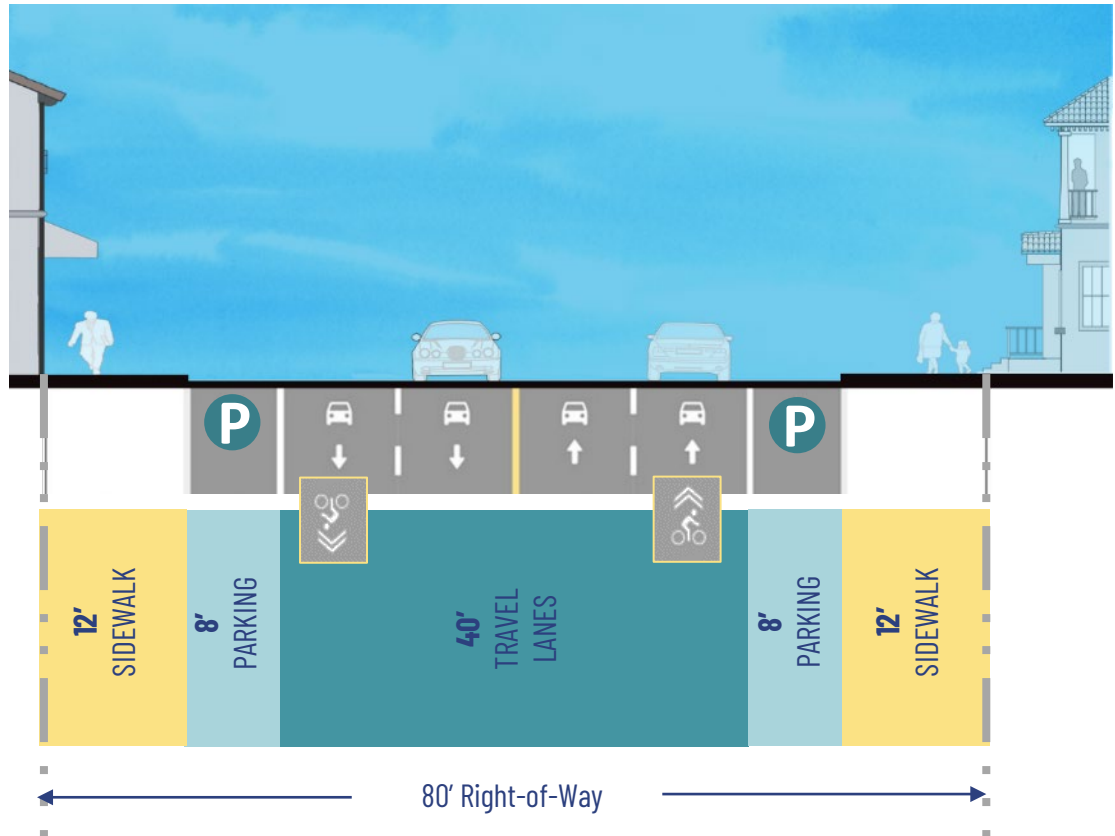 P
P
12'
SIDEWALK
8'
PARKING
40'
TRAVEL
LANES
8'
PARKING
12'
SIDEWALK
80' Right-of-Way